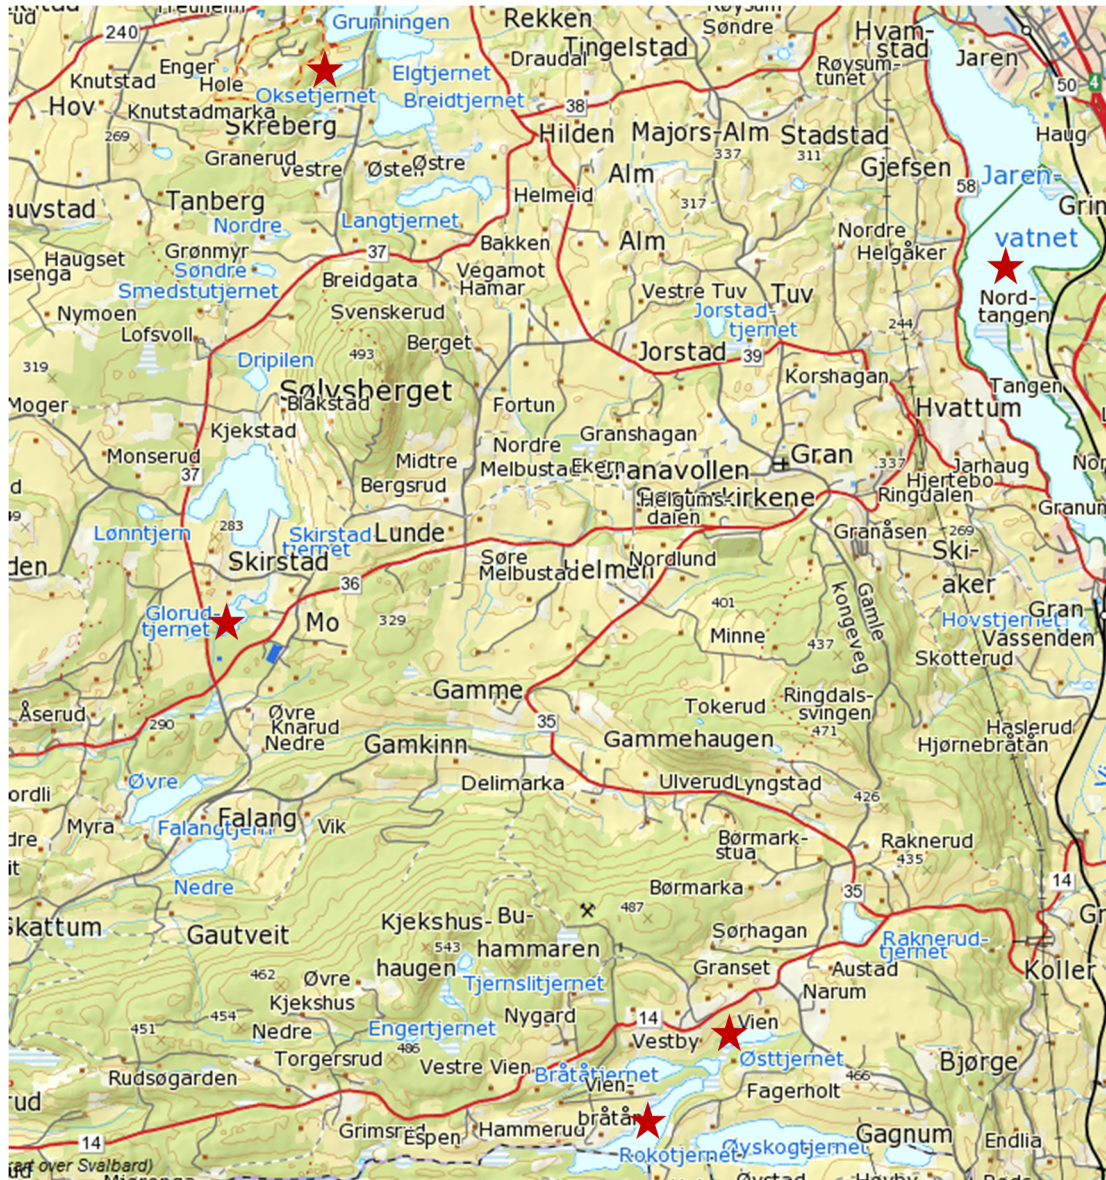 Grunningen
240
Rekken
Søndre
Tingelstad
Hvam-
stad
Jaren
Draudal
Enger
Knutstad
Hole
Elgtjernet
Røysum-
tunet
50
4
Hov
Oksetjernet
Breidtjernet
38
Knutstadmarka
Skreberg
Hilden
Majors-Alm
Stadstad
Haug
269
Granerud
Vestre
Østen
Østre
337
311
Gjefsen
Alm
Jaren-
vatnet
58
Tanberg
Helmeid
317
Langtjernet
Nordre
Grønmyr
37
Bakken
Alm
Nordre
Helgåker
Haugset
Søndre
Smedstutjernet
Breidgata
Vegamot
Hamar
Vestre Tuv
Tuv
Nord-
tangen
Nymoen
Svenskerud
Jorstad-
tjernet
244
Lofsvoll
Berget
493
Jorstad
39
Dripilen
319
Korshagan
Tangen
Sølvsberget
Blakstad
Moger
Fortun
Hvattum
Kjekstad
Granshagan
Nordre
Melbustad
Monserud
Midtre
Bergsrud
Ekern
Granavollen
Gran
337
Jarhaug
37
Hjertebo
Ringdalen
Helgums-
dalen
Granun
Lønntjern
283
Skirstad
tjernet
Lunde
Granåsen
269
Skirstad
Søre
Melbustad
Helmen
Nordlund
Ski-
aker
36
Glorud-
tjernet
Mo
329
401
Minne
437
Gamle
kongeveg
Gran
Hovstjernet
Vassenden
Skotterud
Gamme
Åserud
290
Øvre
Knarud
Nedre
35
Tokerud
Ringdals-
svingen
471
Haslerud
Hjørnebråtån
Gamkinn
Gammehaugen
Øvre
Delimarka
Ulverud
Lyngstad
426
Falang
Myra
Falangtjern
Vik
Børmark-
stua
Raknerud
435
Nedre
Børmarka
35
14
487
Kjekshus-
haugen
Bu-
hammaren
Gautveit
543
Sørhagan
Raknerud-
tjernet
462
Øvre
Kjekshus
Tjernslitjernet
Granset
Austad
Koller
Narum
454
451
Nedre
Engertjernet
Nygard
14
Vestby
Vien
Torgersrud
486
Vestre Vien
Bråtåtjernet
Østtjernet
Bjørge
Rudsøgarden
Vien-
bråtån
Fagerholt
466
Grimsrud
Espen
Hammerud
Gagnum
Endlia
14
Rokotjernet
Øyskogtjernet
art over Svalbard)
Øystad